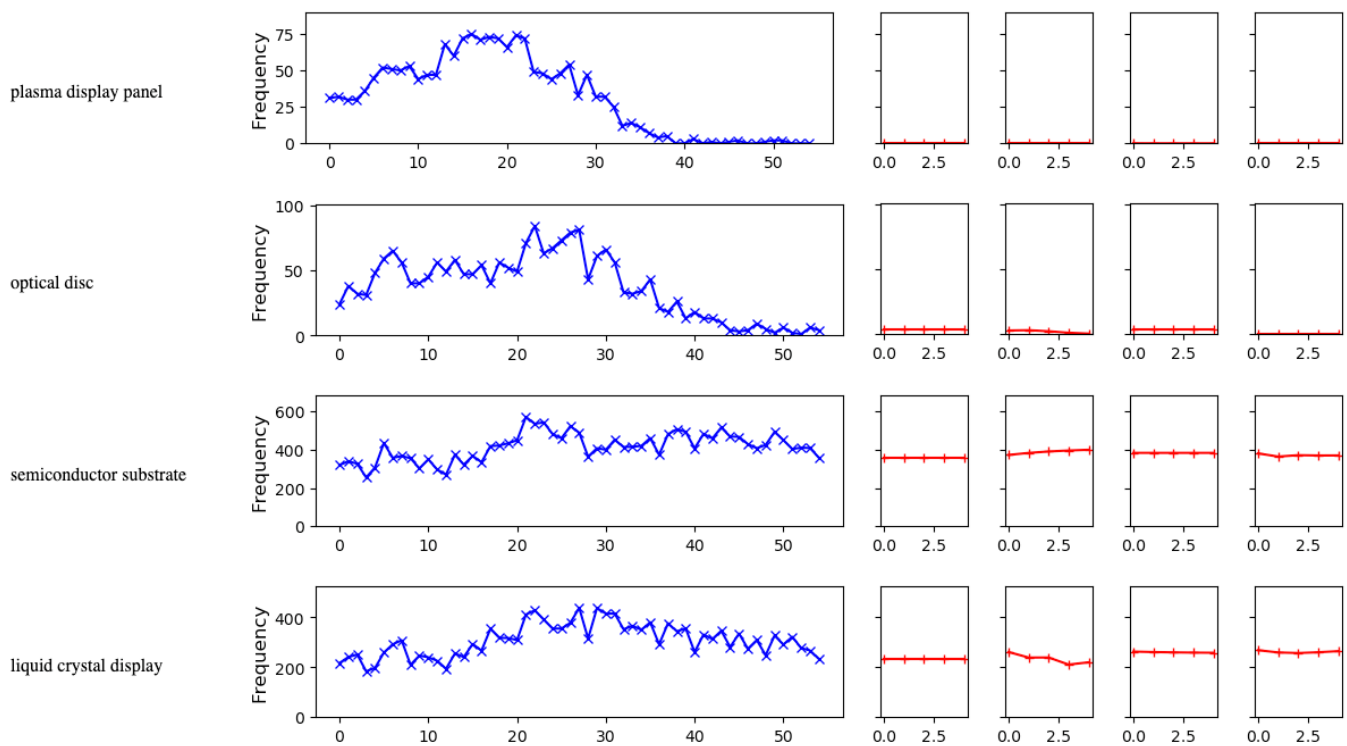 plasma display panel
Frequency
75
50
25
0
0 10 20 30 40 50
0.0 2.5 0.0 2.5 0.0 2.5 0.0 2.5
optical disc
Frequency
100
50
0
0 10 20 30 40 50
0.0 2.5 0.0 2.5 0.0 2.5 0.0 2.5
semiconductor substrate
Frequency
600
400
200
0
0 10 20 30 40 50
0.0 2.5 0.0 2.5 0.0 2.5 0.0 2.5
liquid crystal display
Frequency
400
200
0
0 10 20 30 40 50
0.0 2.5 0.0 2.5 0.0 2.5 0.0 2.5